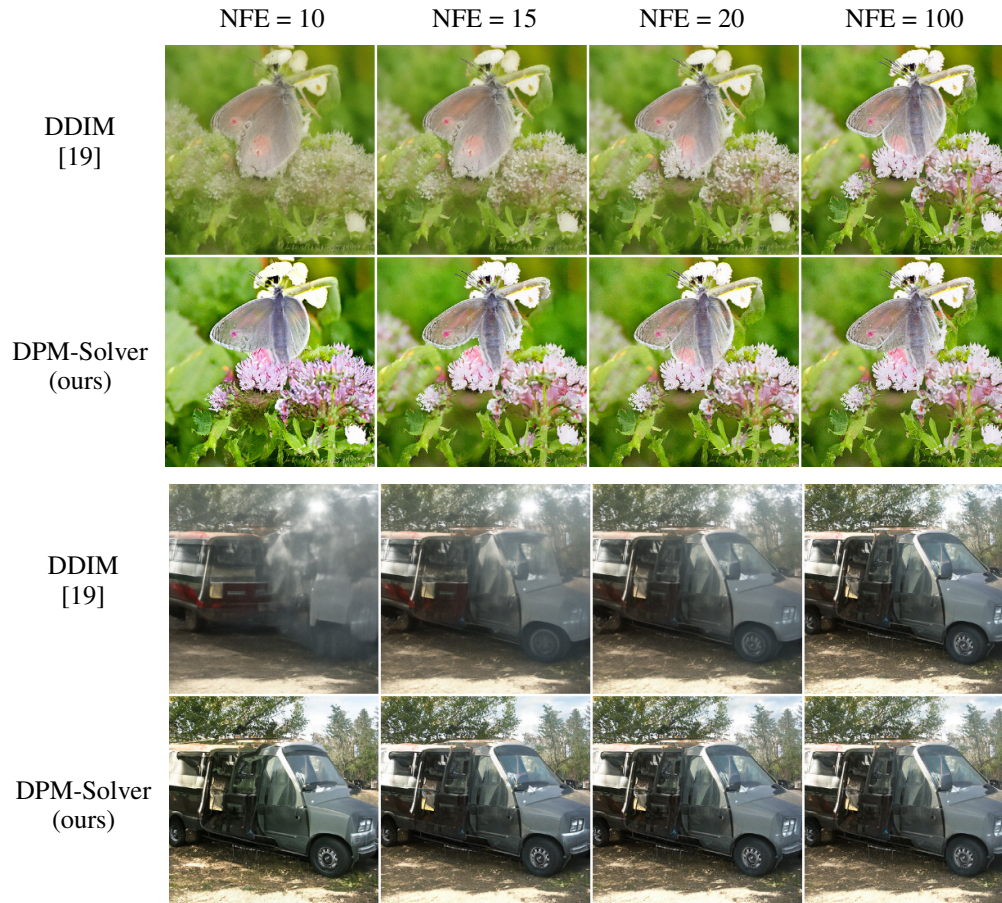 NFE = 10 NFE = 15 NFE = 20 NFE = 100
DDIM
[19]
DPM-Solver
(ours)
DDIM
[19]
DPM-Solver
(ours)